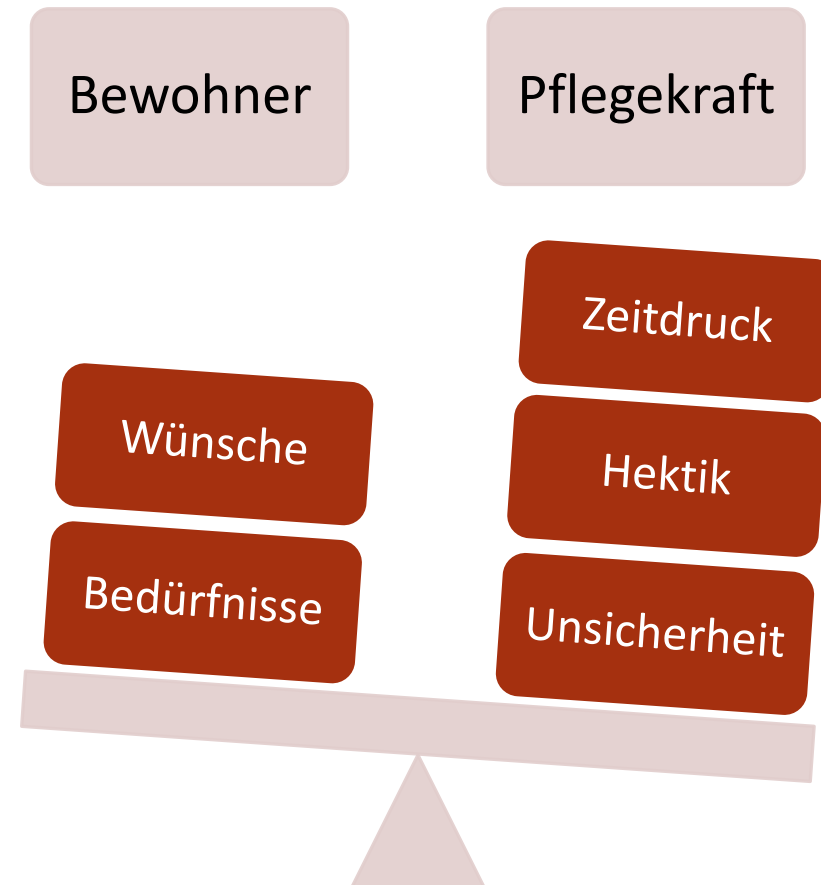 Bewohner
Pflegekraft
Zeitdruck
Wünsche
Hektik
Bedürfnisse
Unsicherheit